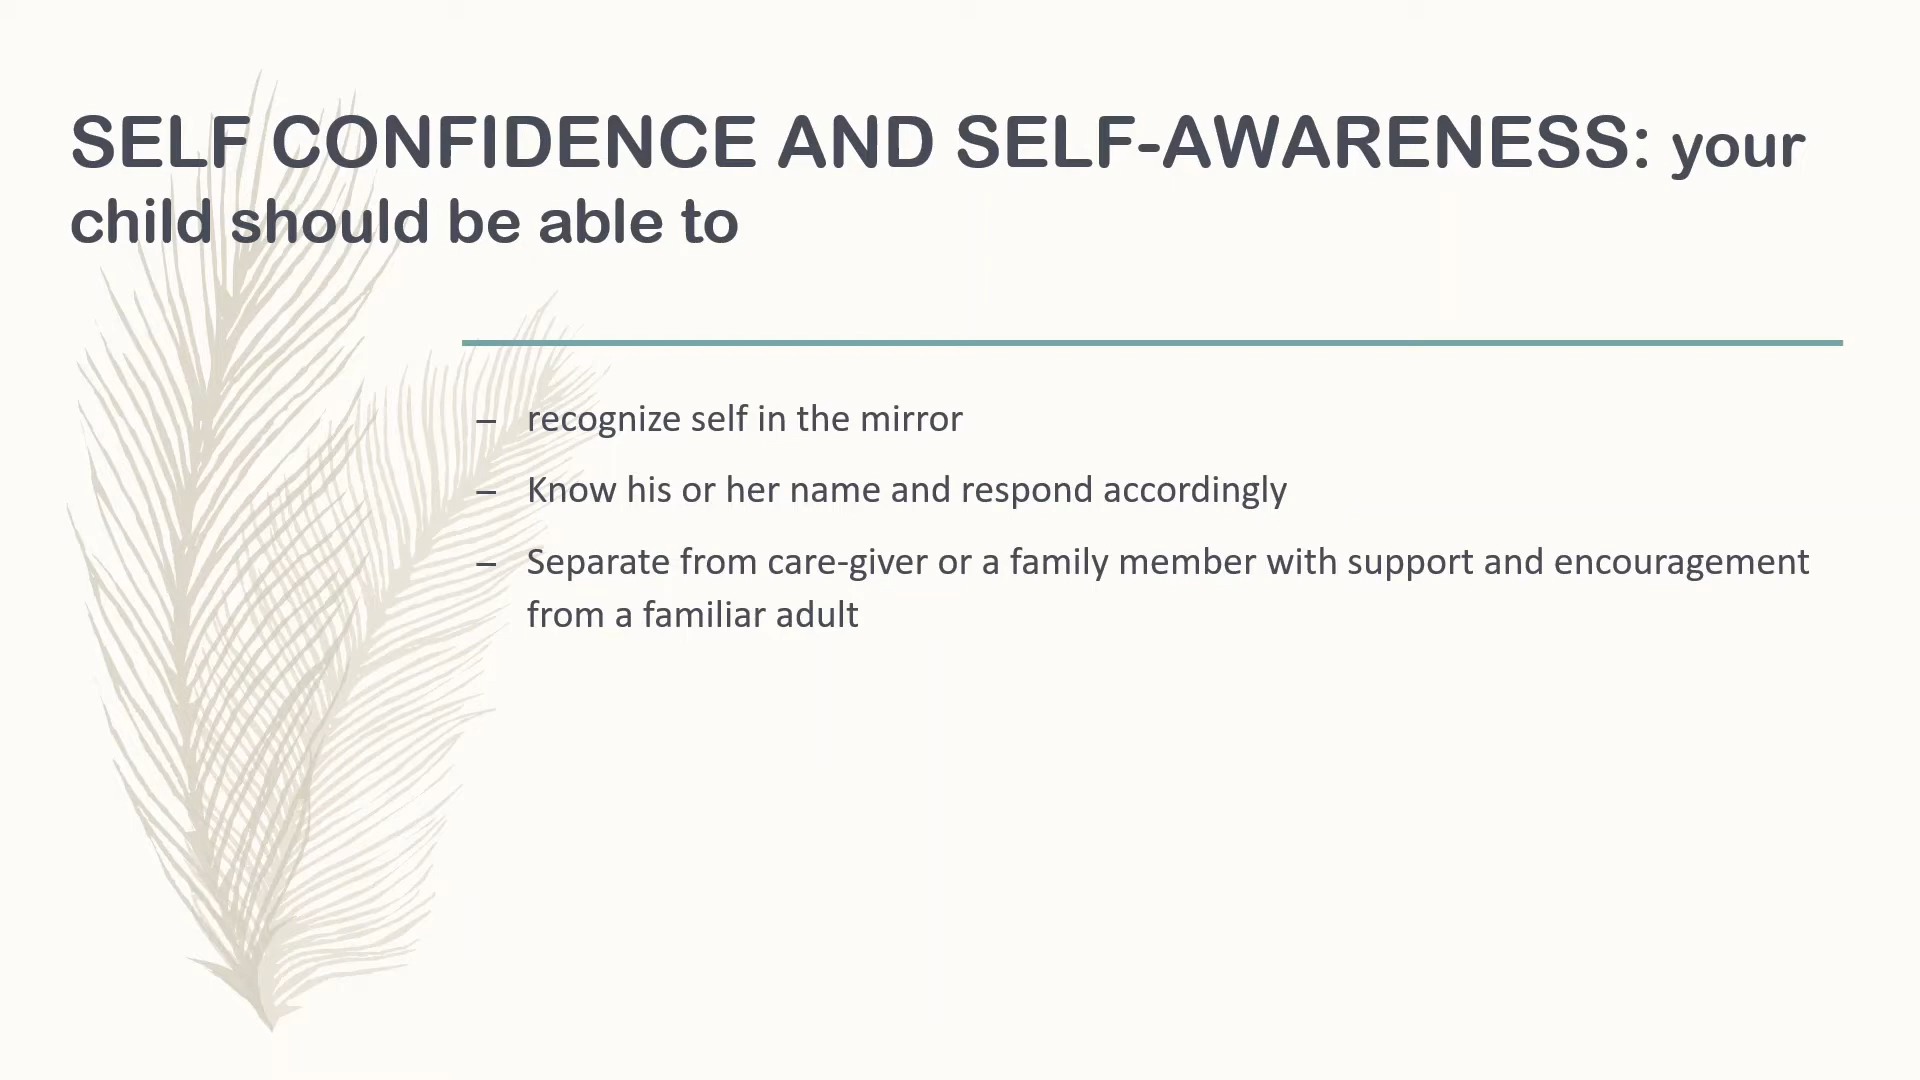 SELF CONFIDENCE AND SELF-AWARENESS: your
child should be able to
– recognize self in the mirror
– Know his or her name and respond accordingly
– Separate from care-giver or a family member with support and encouragement
from a familiar adult